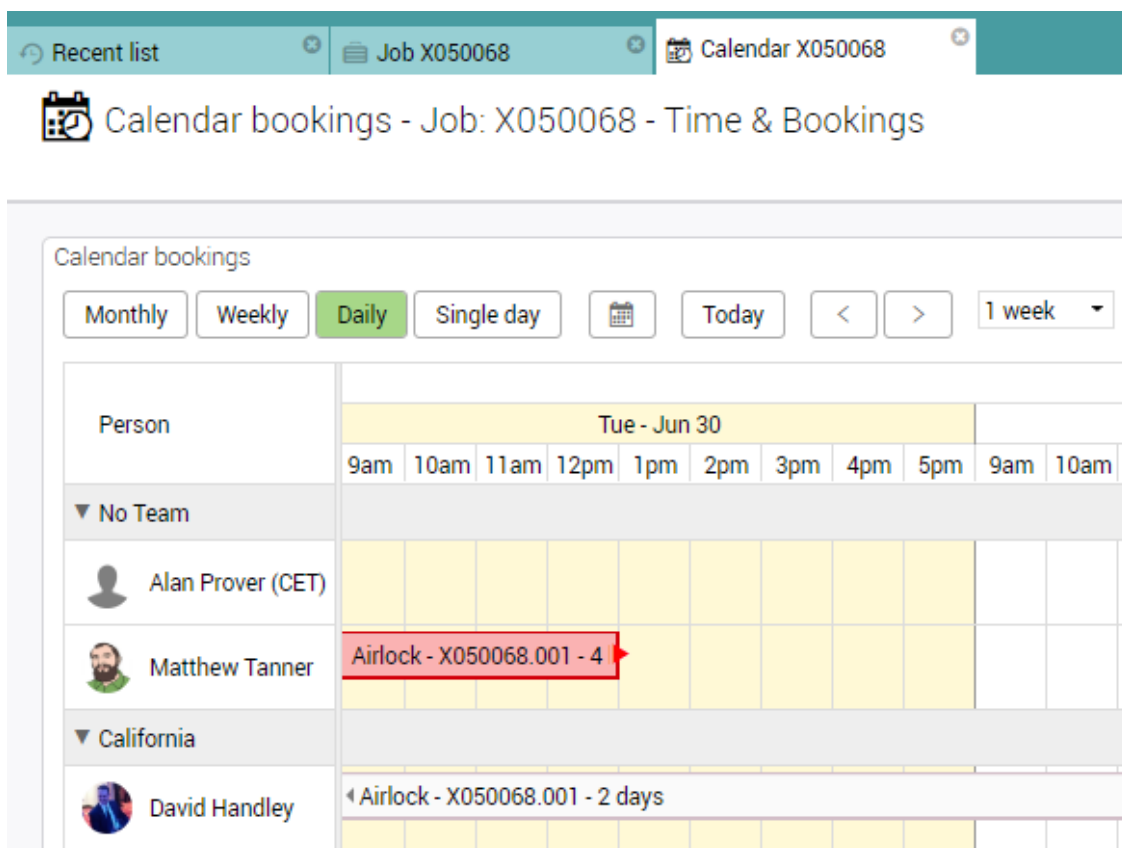 Recent list
Job X050068
Calendar X050068
Calendar bookings - Job: X050068 - Time & Bookings
Calendar bookings
Monthly Weekly Daily Single day Today < > 1 week
Person
Tue - Jun 30
9am 10am 11am 12pm 1pm 2pm 3pm 4pm 5pm 9am 10am
No Team
Alan Prover (CET)
Matthew Tanner
Airlock - X050068.001 - 4
California
David Handley
Airlock - X050068.001 - 2 days